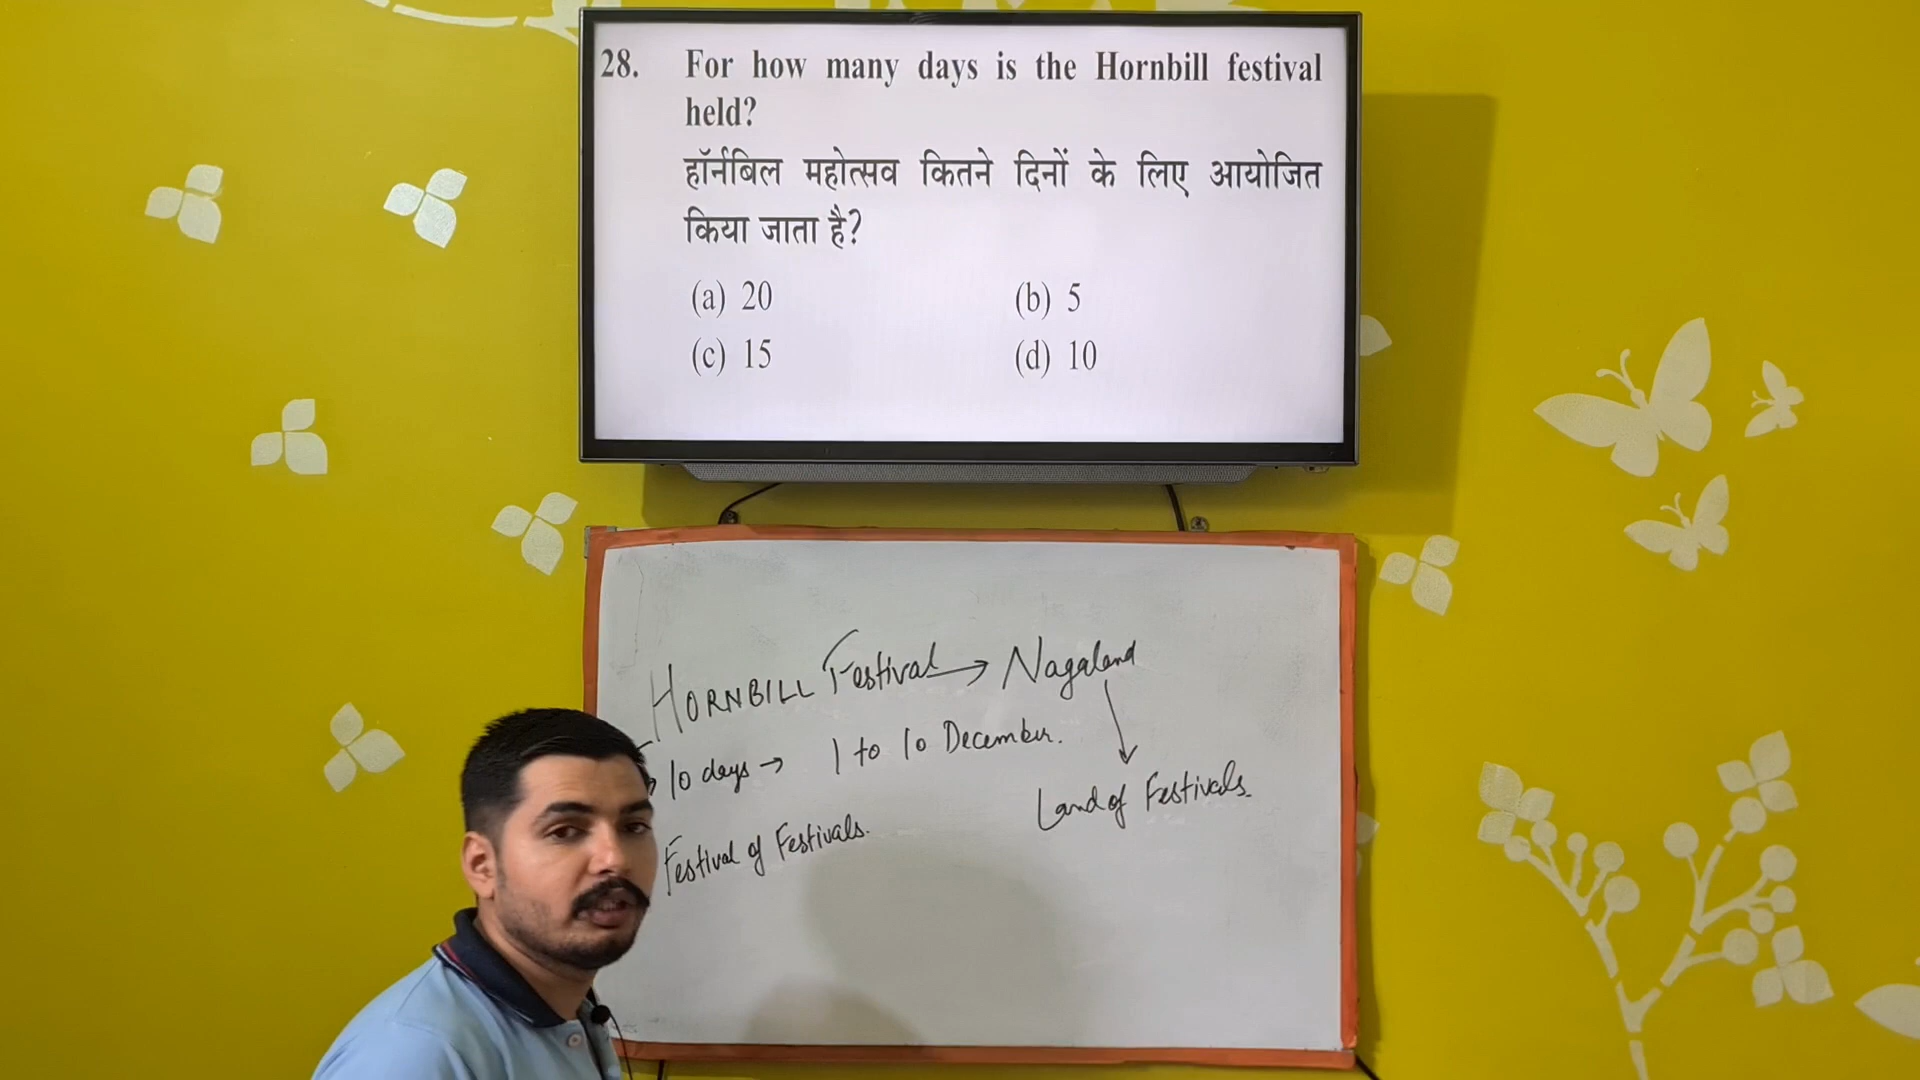 28. For how many days is the Hornbill festival
held?
हॉर्नबिल महोत्सव कितने दिनों के लिए आयोजित
किया जाता है?
(a) 20 (b) 5
(c) 15 (d) 10
HORNBILL Festival → Nagaland
10 days → 1 to 10 December.
Land of Festivals.
Festival of Festivals.